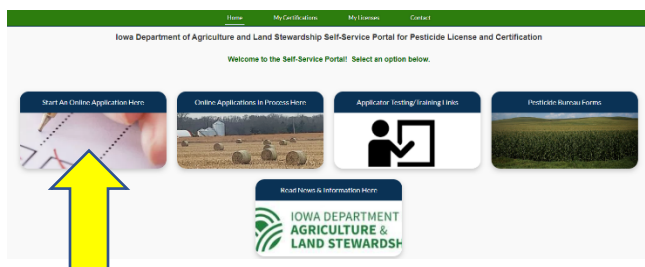 Home My Certifications My Licenses Contact
Iowa Department of Agriculture and Land Stewardship Self-Service Portal for Pesticide License and Certification
Welcome to the Self-Service Portal! Select an option below.
Start An Online Application Here Online Applications In Process Here Applicator Testing/Training Links Pesticide Bureau Forms
Read News & Information Here
IOWA DEPARTMENT
AGRICULTURE &
LAND STEWARDSH